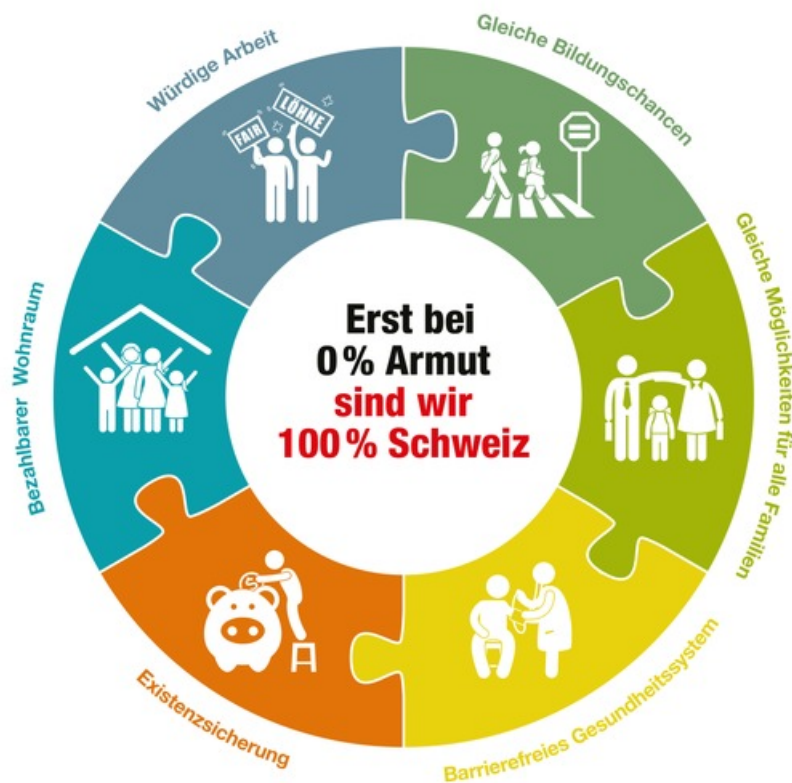 Würdige Arbeit
Gleiche Bildungschancen
FAIR
LÖHNE
Gleiche Möglichkeiten für alle Familien
Bezahlbarer Wohnraum
Erst bei
0% Armut
sind wir
100% Schweiz
Existenzsicherung
Barrierefreies Gesundheitssystem